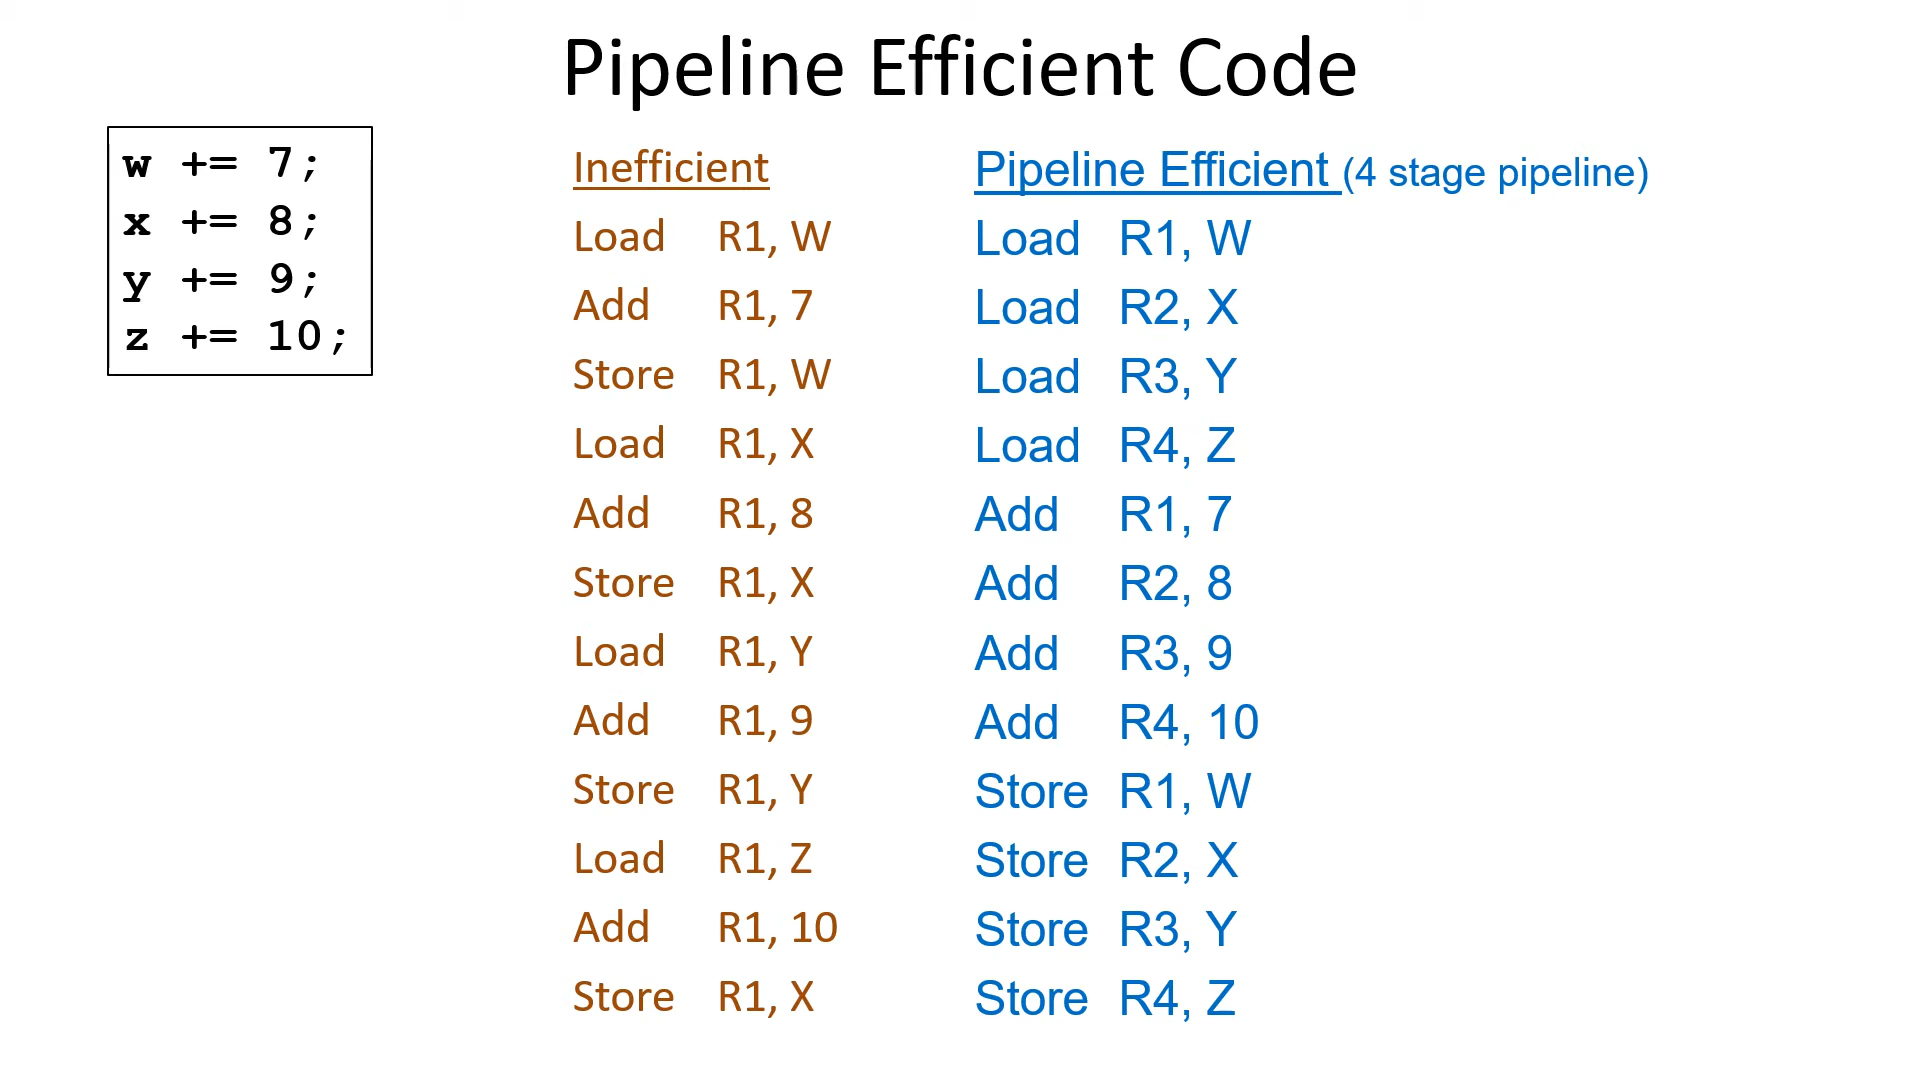 Pipeline Efficient Code
w += 7;
x += 8;
y += 9;
z += 10;
Inefficient
Load R1, W
Add R1, 7
Store R1, W
Load R1, X
Add R1, 8
Store R1, X
Load R1, Y
Add R1, 9
Store R1, Y
Load R1, Z
Add R1, 10
Store R1, X
Pipeline Efficient (4 stage pipeline)
Load R1, W
Load R2, X
Load R3, Y
Load R4, Z
Add R1, 7
Add R2, 8
Add R3, 9
Add R4, 10
Store R1, W
Store R2, X
Store R3, Y
Store R4, Z